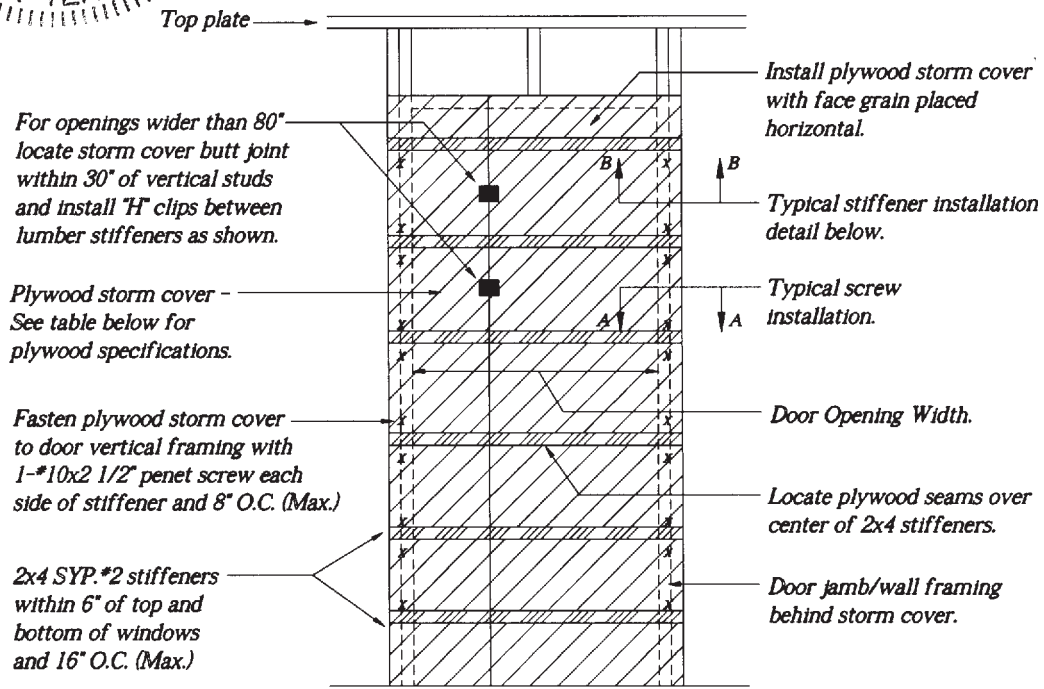 Top plate
For openings wider than 80"
locate storm cover butt joint
within 30" of vertical studs
and install "H" clips between
lumber stiffeners as shown.
Plywood storm cover -
See table below for
plywood specifications.
Fasten plywood storm cover
to door vertical framing with
1-#10x2 1/2" penet screw each
side of stiffener and 8" O.C. (Max.)
2x4 SYP.#2 stiffeners
within 6" of top and
bottom of windows
and 16" O.C. (Max.)
B
B
A
A
Install plywood storm cover
with face grain placed
horizontal.
Typical stiffener installation
detail below.
Typical screw
installation.
Door Opening Width.
Locate plywood seams over
center of 2x4 stiffeners.
Door jamb/wall framing
behind storm cover.